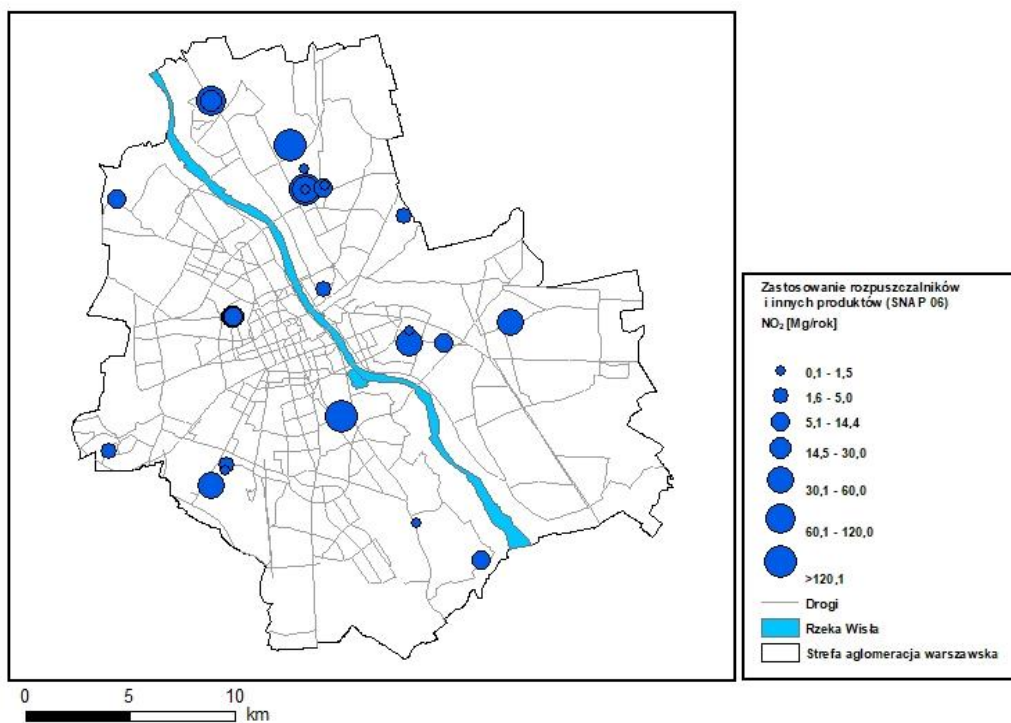 Zastosowanie rozpuszczalników
i innych produktów (SNAP 06)
NO₂ [Mg/rok]
0,1 - 1,5
1,6 - 5,0
5,1 - 14,4
14,5 - 30,0
30,1 - 60,0
60,1 - 120,0
>120,1
Drogi
Rzeka Wisła
Strefa aglomeracja warszawska
0 5 10
km